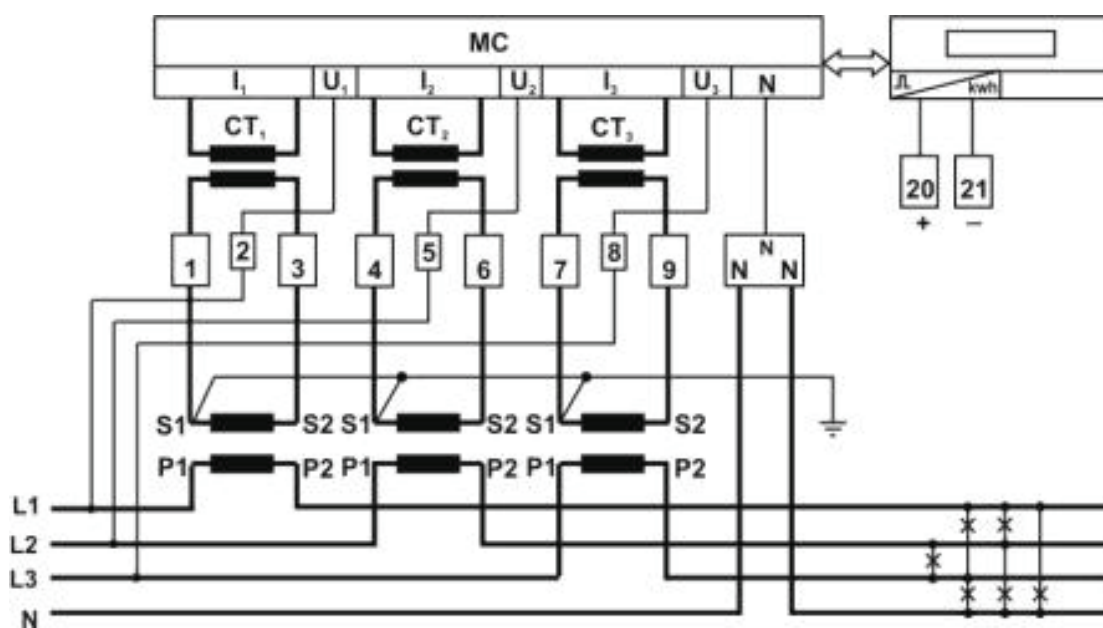 MC
I₁ U₁ I₂ U₂ I₃ U₃ N
kwh
CT₁ CT₂ CT₃
20 21
+ –
1 2 3 4 5 6 7 8 9
N
N N
S1 S2 S1 S2 S1 S2
P1 P2 P1 P2 P1 P2
L1
L2
L3
N